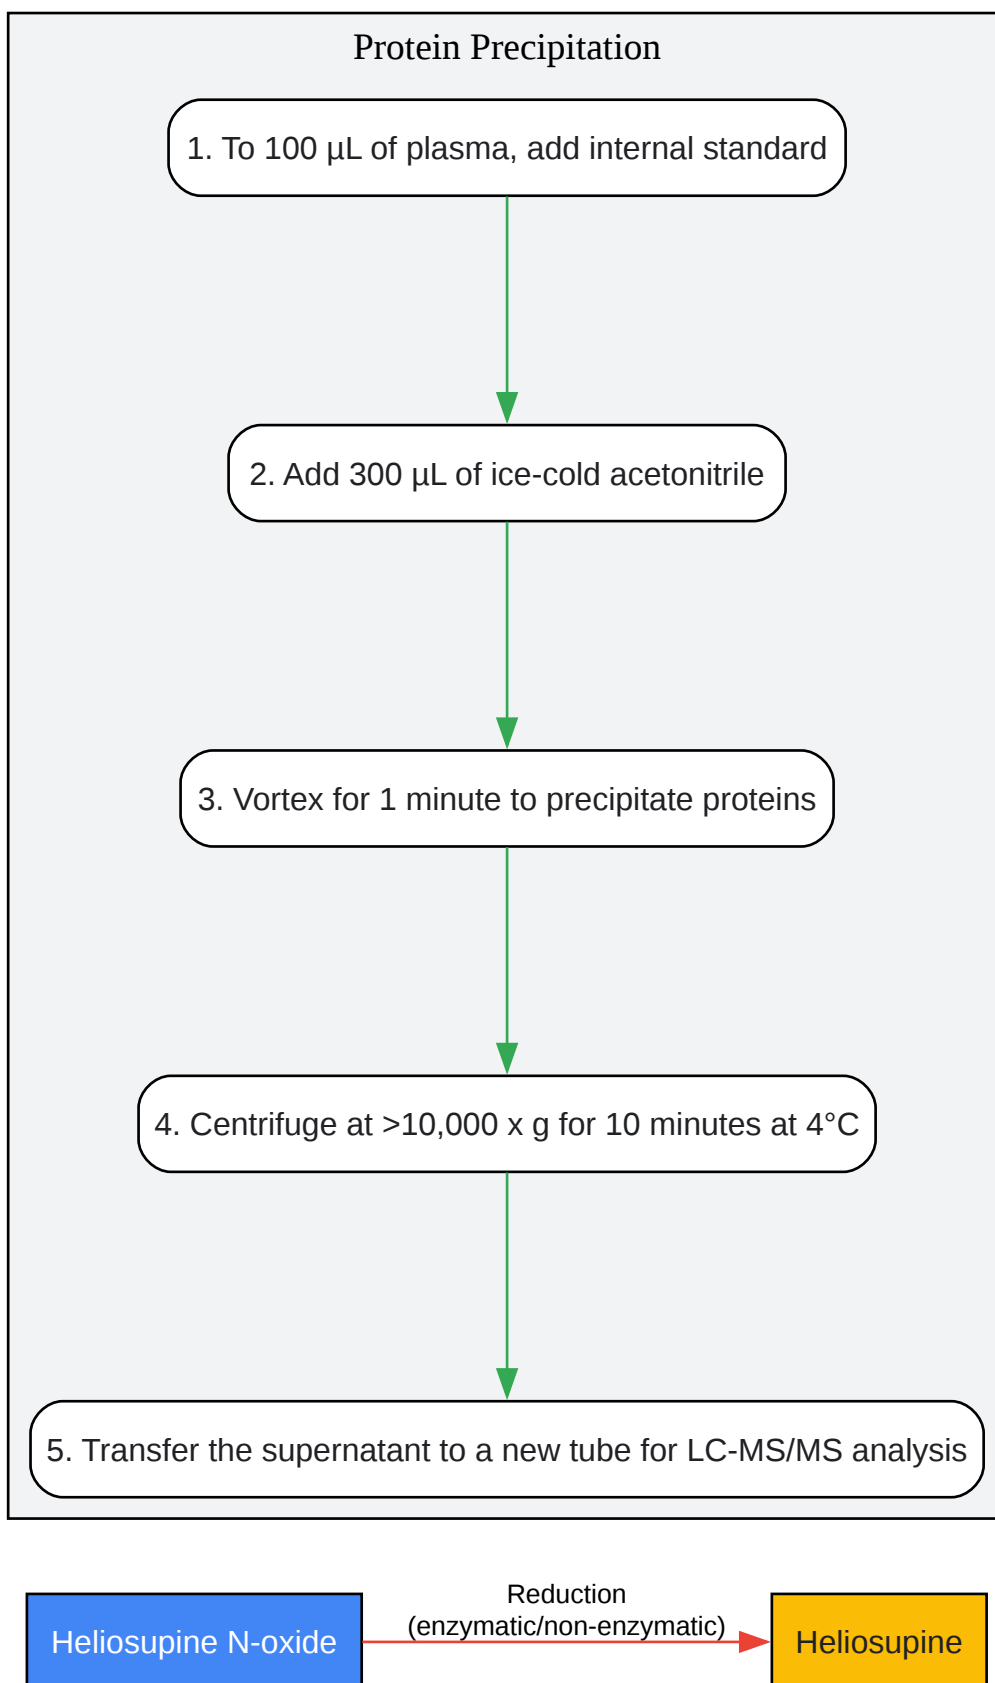 Protein Precipitation
1. To 100 µL of plasma, add internal standard
2. Add 300 µL of ice-cold acetonitrile
3. Vortex for 1 minute to precipitate proteins
4. Centrifuge at >10,000 x g for 10 minutes at 4°C
5. Transfer the supernatant to a new tube for LC-MS/MS analysis
Heliosupine N-oxide
Reduction
(enzymatic/non-enzymatic)
Heliosupine